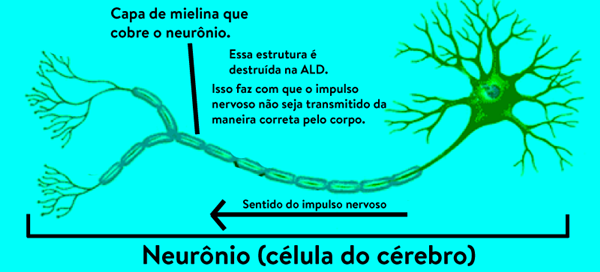 Capa de mielina que
cobre o neurônio.
Essa estrutura é
destruída na ALD.
Isso faz com que o impulso
nervoso não seja transmitido da
maneira correta pelo corpo.
Sentido do impulso nervoso
Neurônio (célula do cérebro)